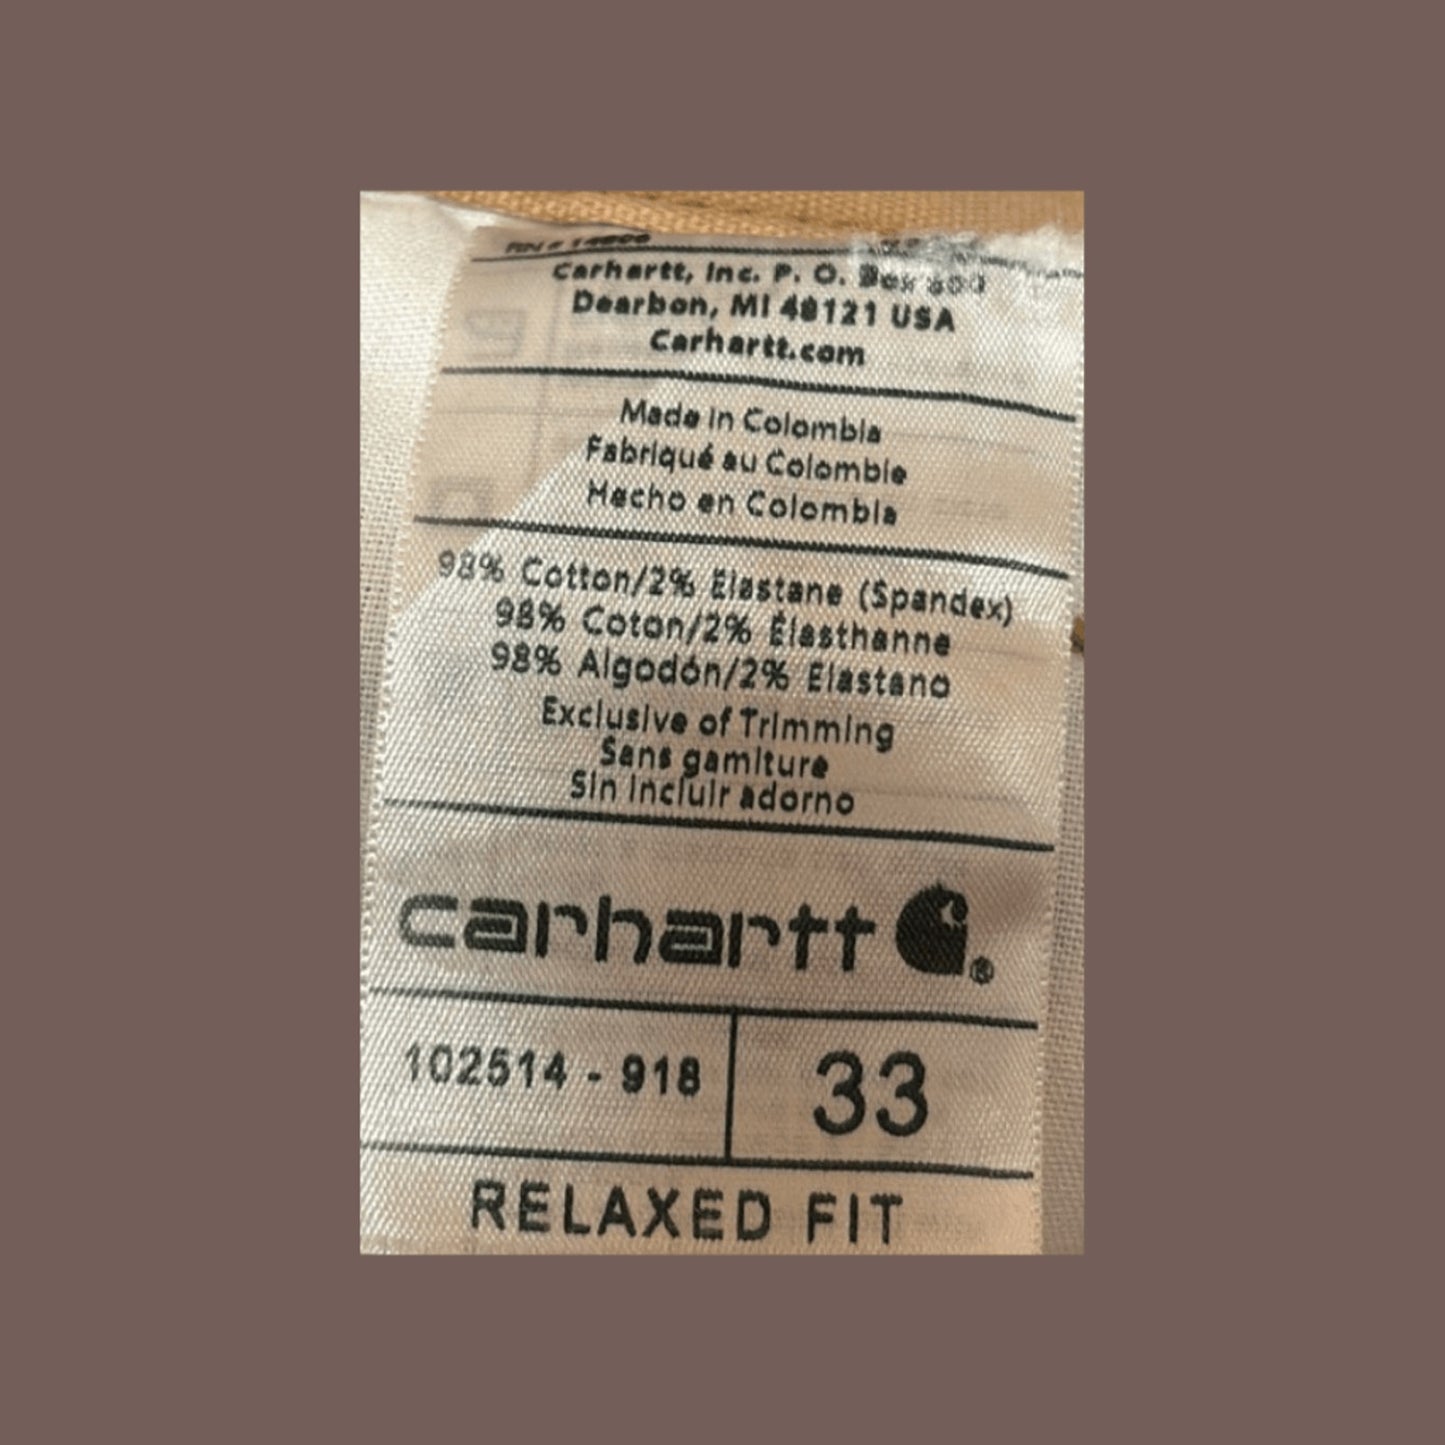 Carhartt, Inc. P. O. Box
Dearbon, MI 48121 USA
Carhartt.com
Made in Colombia
Fabriqué au Colombie
Hecho en Colombia
98% Cotton/2% Elastane (Spandex)
98% Coton/2% Élasthanne
98% Algodón/2% Elastano
Exclusive of Trimming
Sans garniture
Sin incluir adorno
carhartt ®
102514 - 918
33
RELAXED FIT